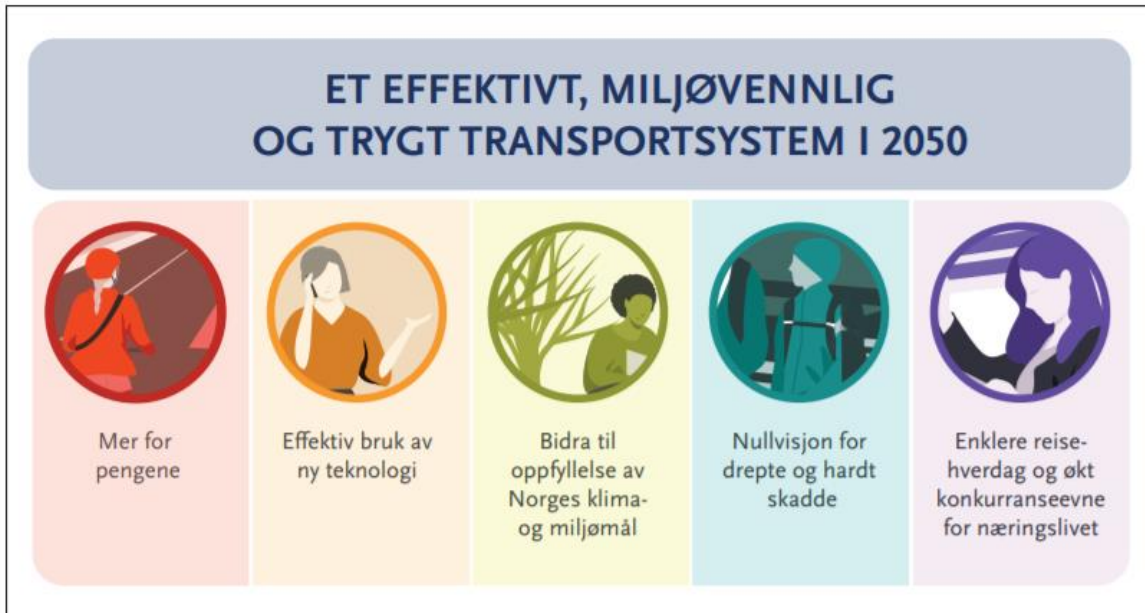 ET EFFEKTIVT, MILJØVENNLIG
OG TRYGT TRANSPORTSYSTEM I 2050
Mer for
pengene
Effektiv bruk av
ny teknologi
Bidra til
oppfyllelse av
Norges klima-
og miljømål
Nullvisjon for
drepte og hardt
skadde
Enklere reise-
hverdag og økt
konkurranseevne
for næringslivet